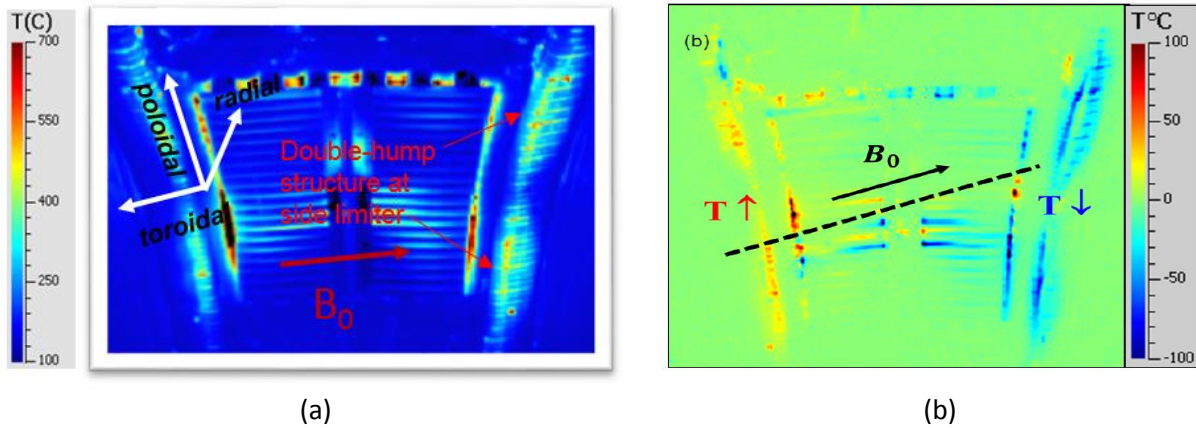 T(C)
700
550
400
250
100
poloidal
radial
toroidal
Double-hump
structure at
side limiter
B₀
(a)
(b)
B₀
T ↑
T ↓
T°C
100
50
0
-50
-100
(b)